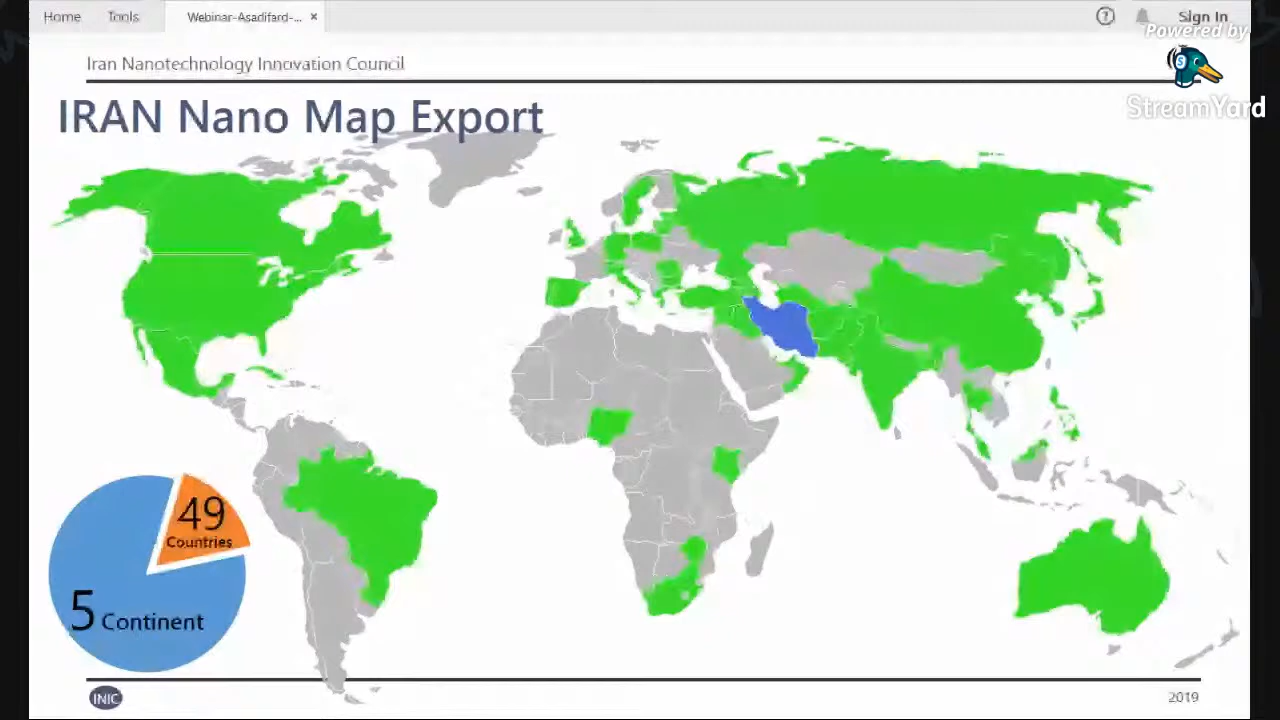 Home Tools Webinar-Asadifard-... ×
? Sign In
Powered by
StreamYard
Iran Nanotechnology Innovation Council
IRAN Nano Map Export
49
Countries
5 Continent
INIC
2019